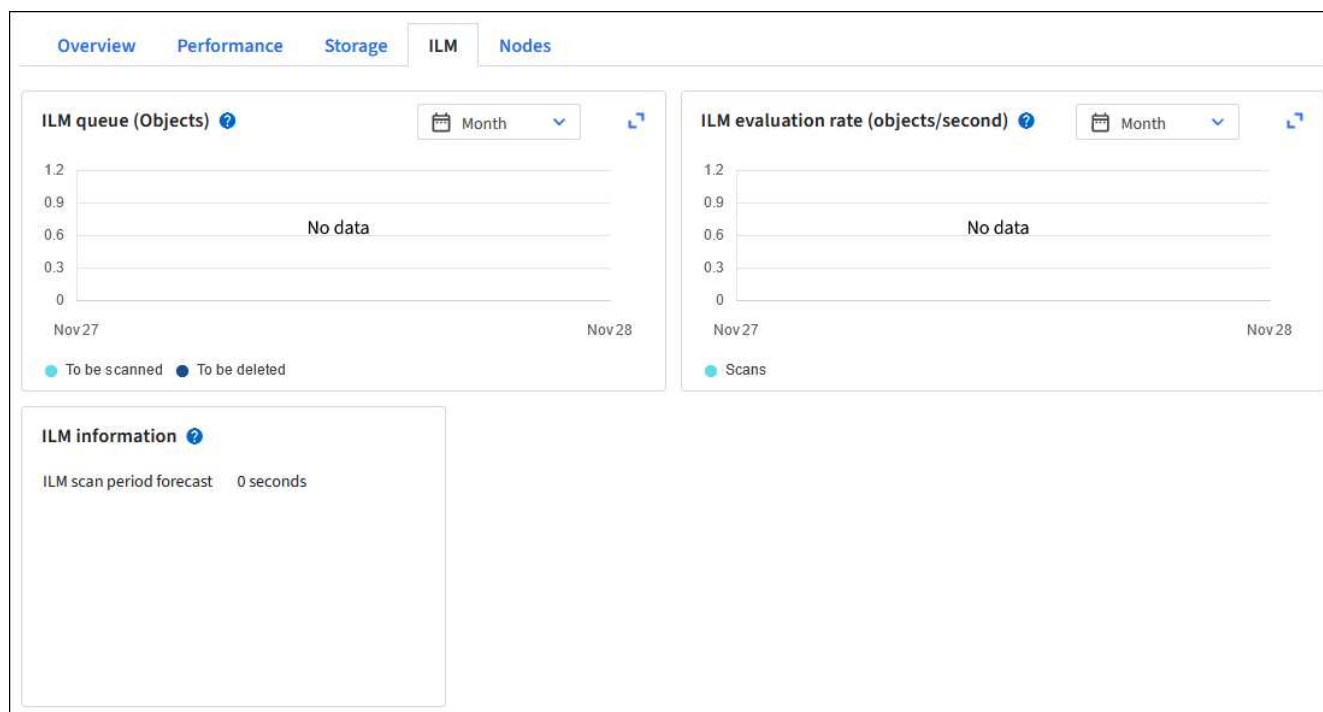 Overview Performance Storage ILM Nodes
ILM queue (Objects) ? Month
1.2
0.9
0.6
0.3
0
No data
Nov 27 Nov 28
To be scanned To be deleted
ILM evaluation rate (objects/second) ? Month
1.2
0.9
0.6
0.3
0
No data
Nov 27 Nov 28
Scans
ILM information ?
ILM scan period forecast 0 seconds